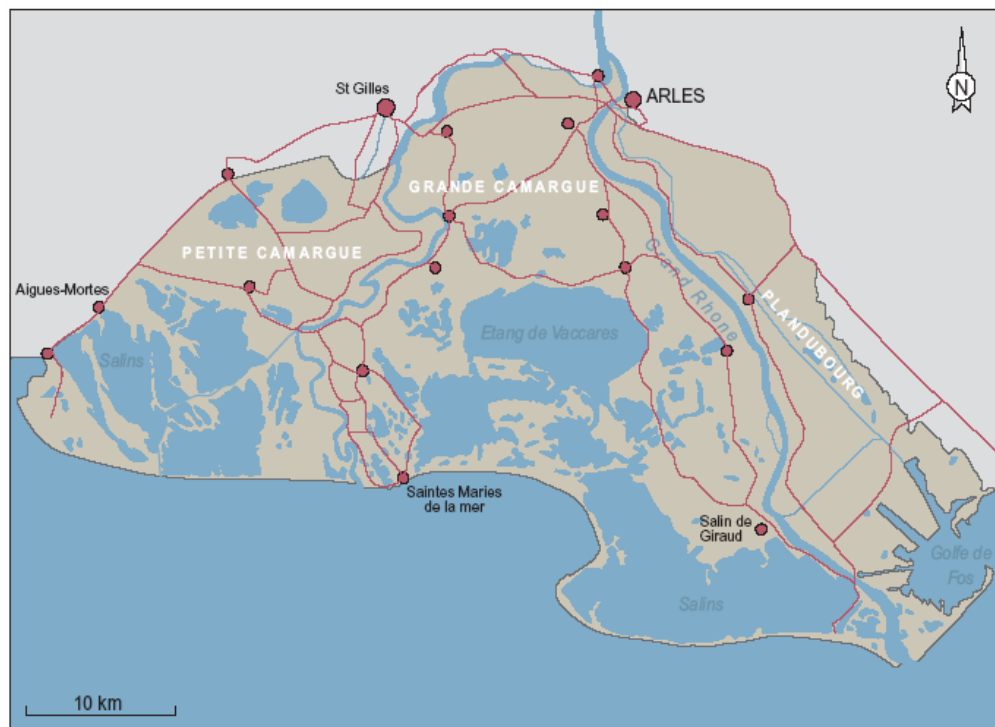 St Gilles
ARLES
N
GRANDE CAMARGUE
PETITE CAMARGUE
Aigues-Mortes
Grand Rhone
PLANDUBOURG
Salins
Etang de Vaccares
Saintes Maries
de la mer
Salin de
Giraud
Golfe de
Fos
Salins
10 km